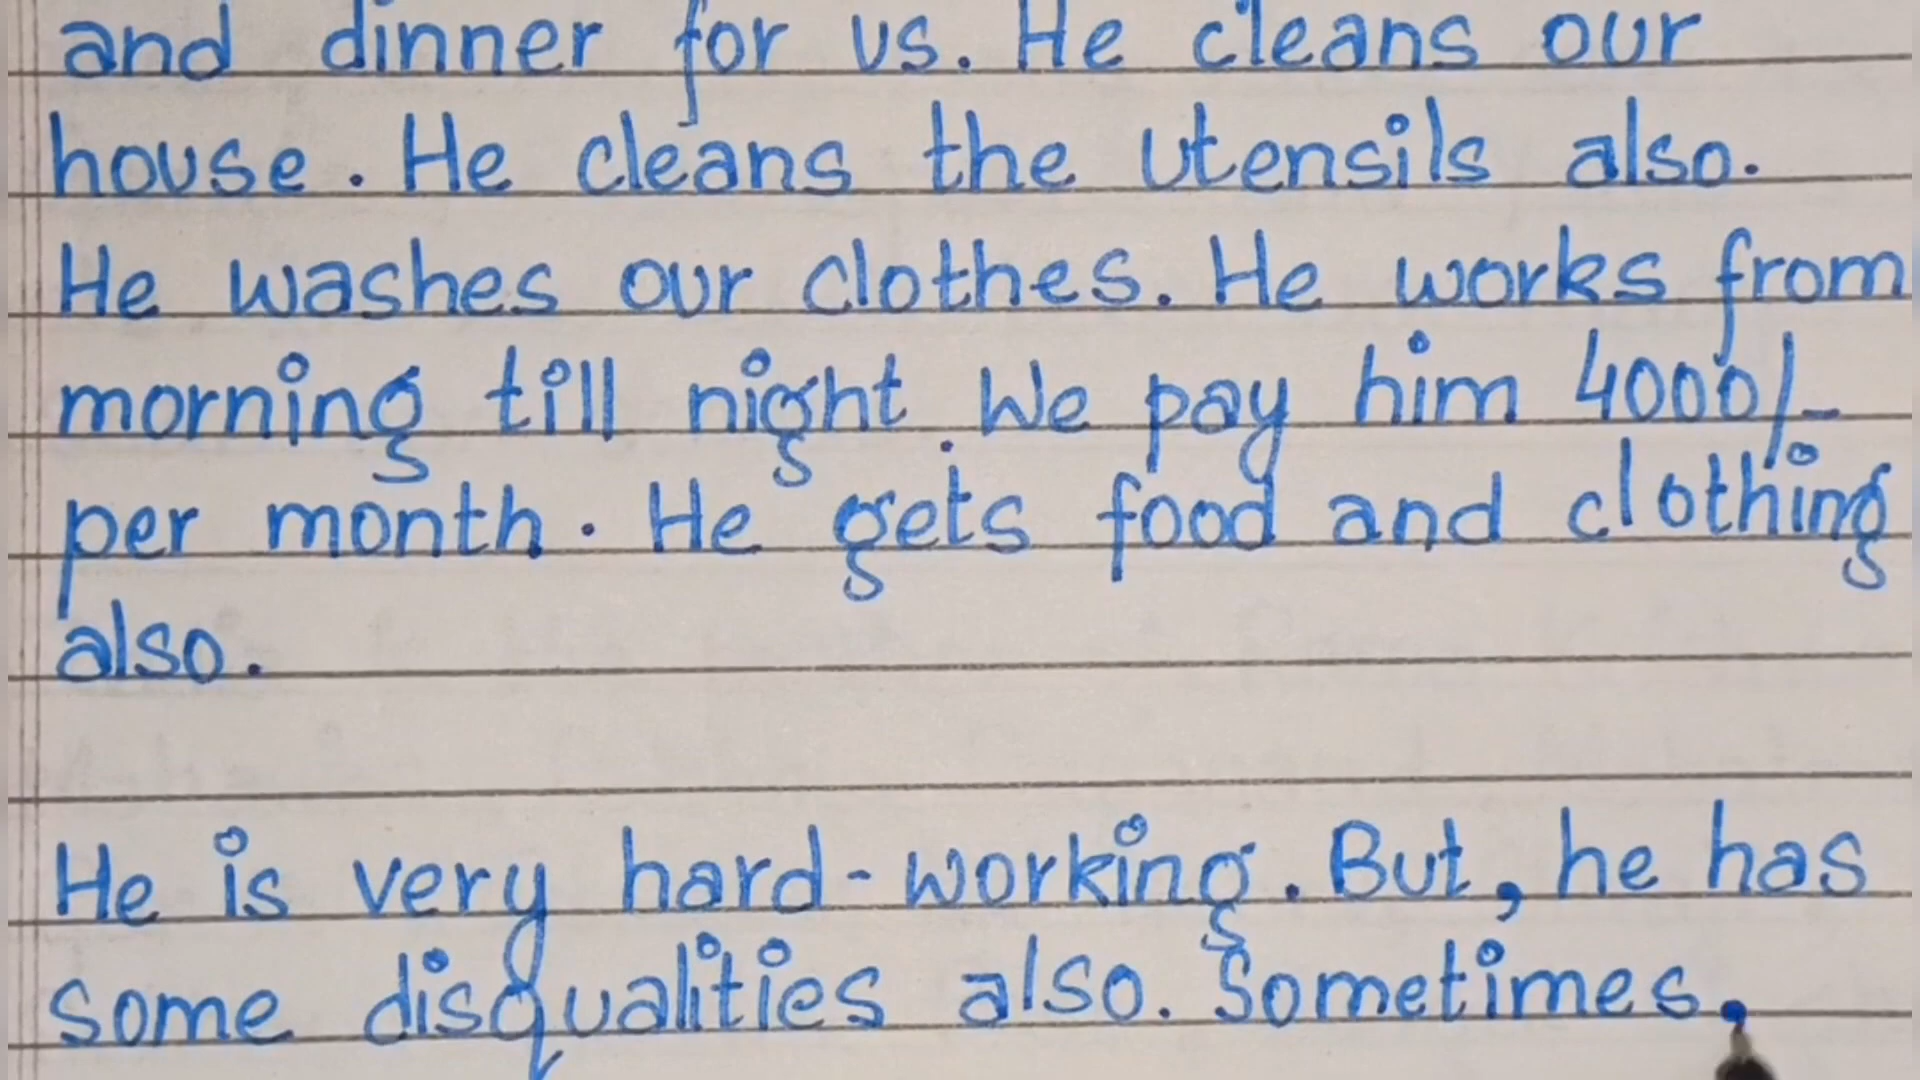 and dinner for us. He cleans our
house. He cleans the utensils also.
He washes our clothes. He works from
morning till night. We pay him 4000/-
per month. He gets food and clothing
also.
He is very hard-working. But, he has
some disqualities also. Sometimes,